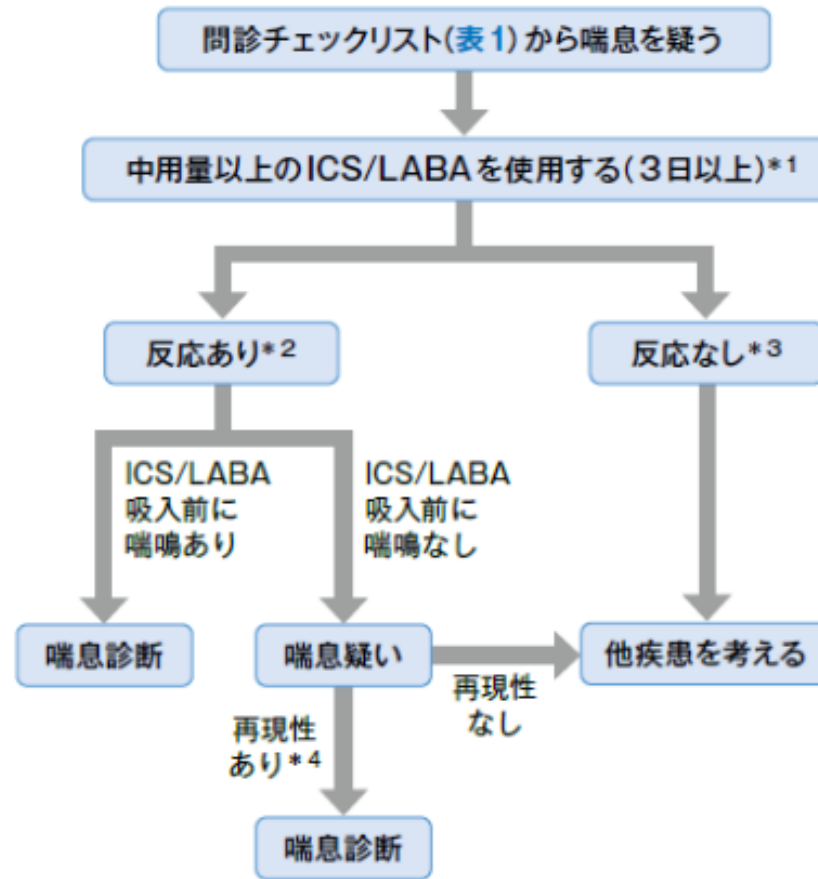 問診チェックリスト(表1)から喘息を疑う
中用量以上のICS/LABAを使用する(3日以上)*1
反応あり*2
反応なし*3
ICS/LABA
吸入前に
喘鳴あり
ICS/LABA
吸入前に
喘鳴なし
喘息診断
喘息疑い
他疾患を考える
再現性
なし
再現性
あり*4
喘息診断